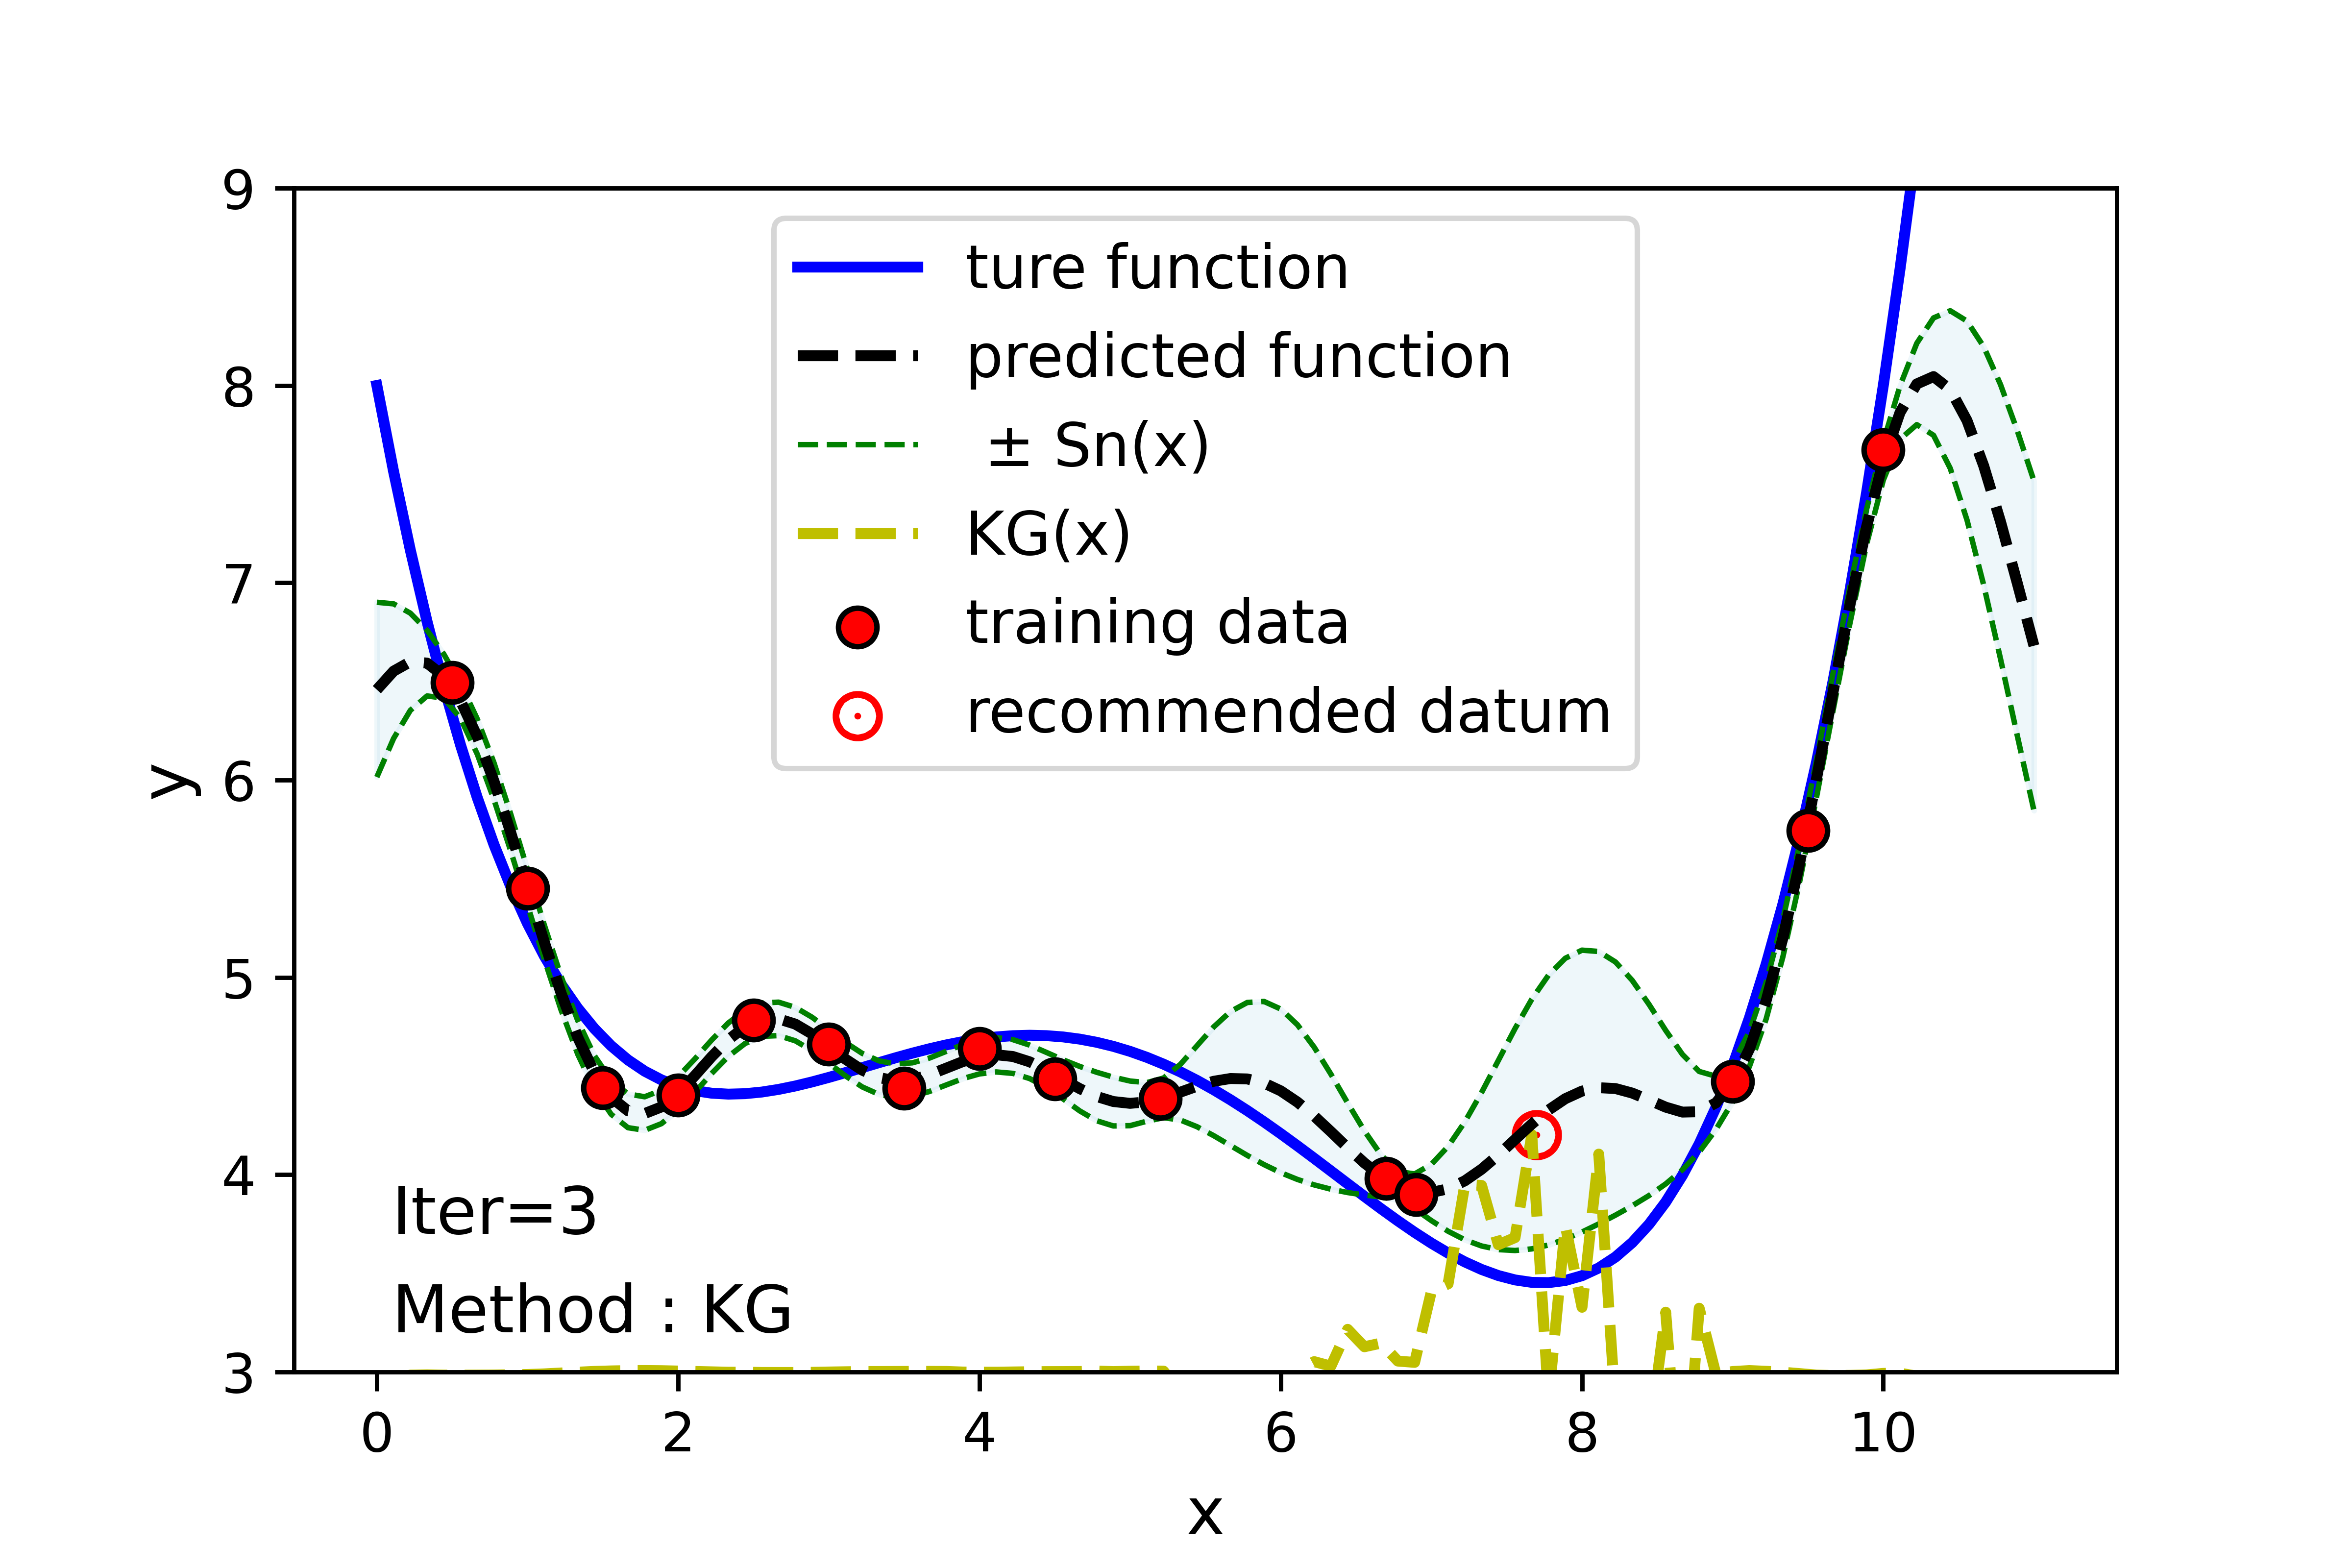 9
8
7
6
5
4
3
y
ture function
predicted function
± Sn(x)
KG(x)
training data
recommended datum
Iter=3
Method : KG
0 2 4 6 8 10
x